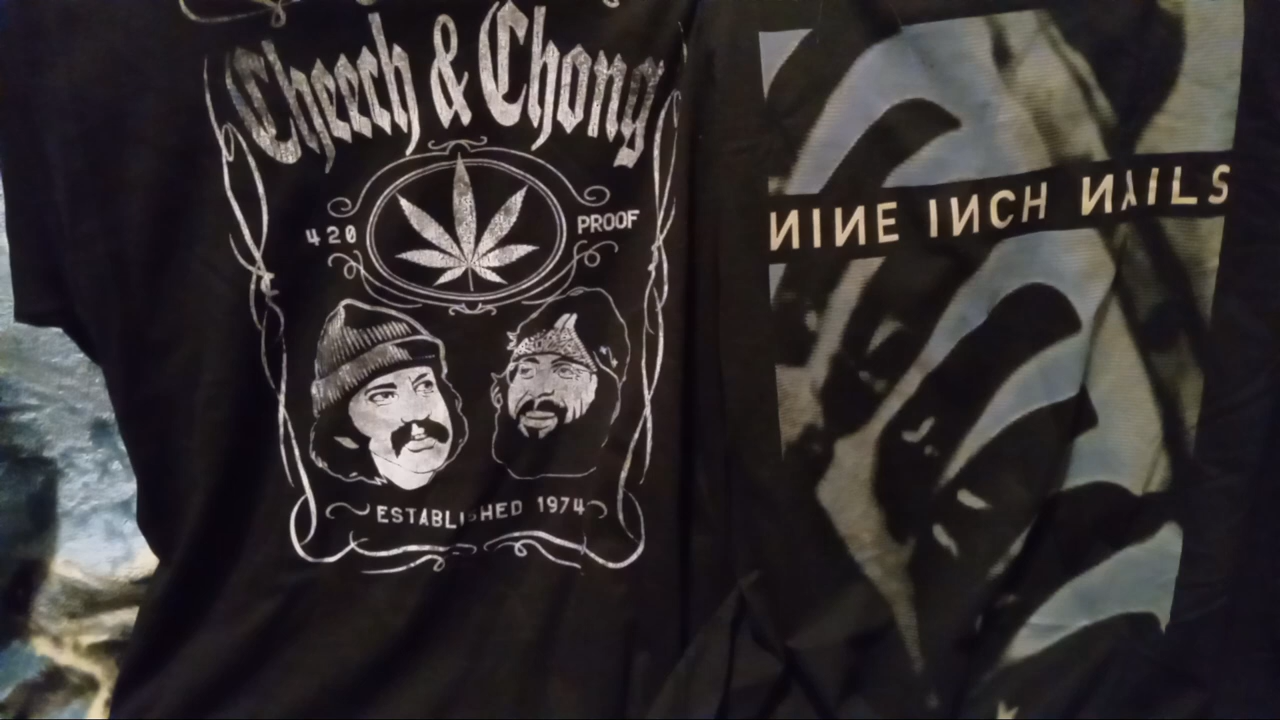 Cheech & Chong
420 PROOF
ESTABLISHED 1974
NINE INCH NAILS